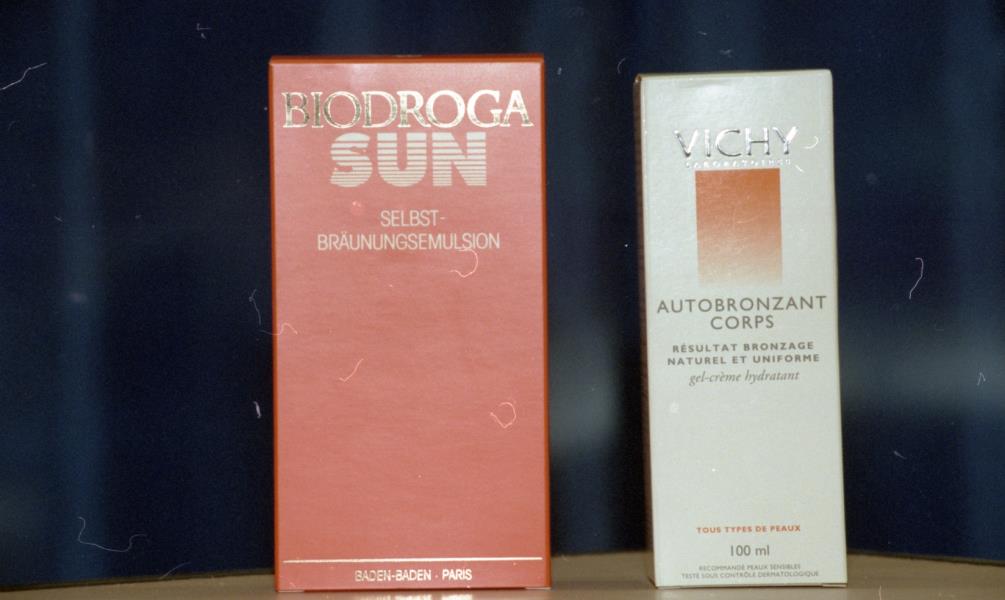 BIODROGA
SUN
SELBST-
BRÄUNUNGSEMULSION
BADEN-BADEN · PARIS
VICHY
LABORATOIRES
AUTOBRONZANT
CORPS
RÉSULTAT BRONZAGE
NATUREL ET UNIFORME
gel-crème hydratant
TOUS TYPES DE PEAUX
100 ml
RECOMMANDÉ PEAUX SENSIBLES
TESTÉ SOUS CONTRÔLE DERMATOLOGIQUE